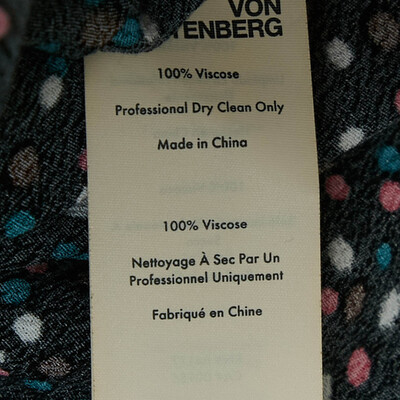 VON
TENBERG
100% Viscose
Professional Dry Clean Only
Made in China
100% Viscose
Nettoyage À Sec Par Un
Professionnel Uniquement
Fabriqué en Chine